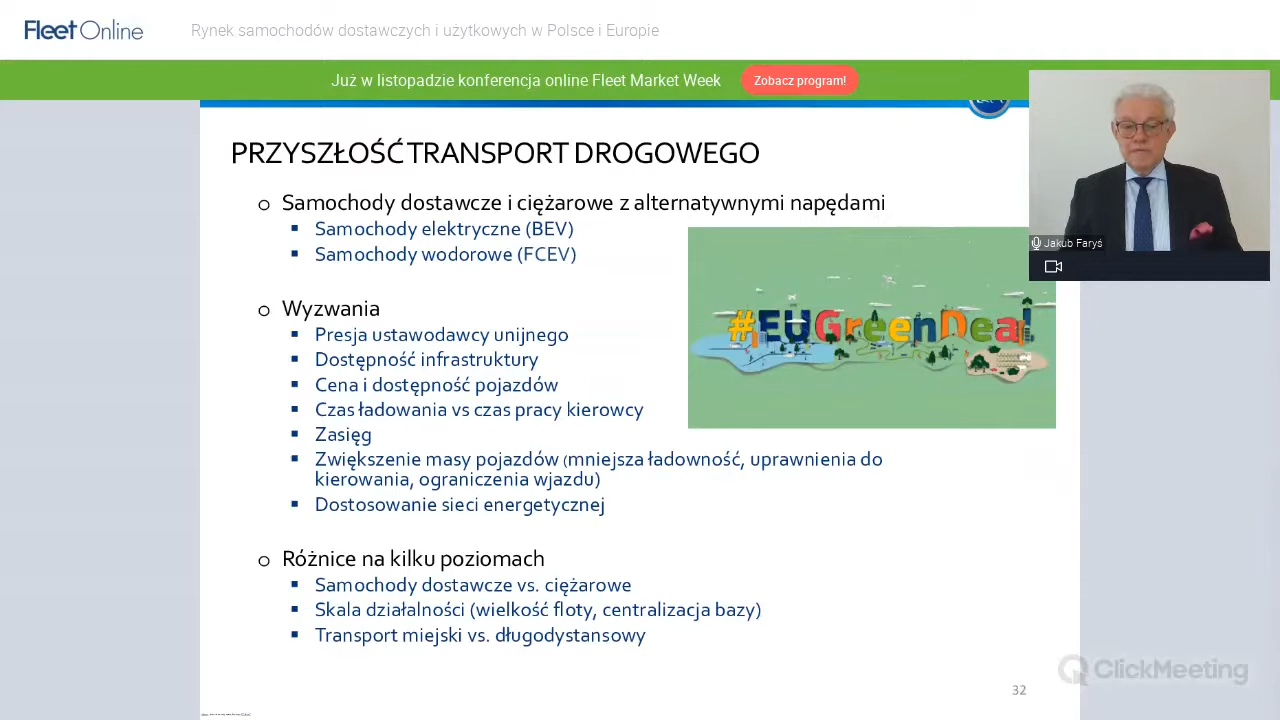 Fleet Online
Rynek samochodów dostawczych i użytkowych w Polsce i Europie
Już w listopadzie konferencja online Fleet Market Week
Zobacz program!
PRZYSZŁOŚĆ TRANSPORT DROGOWEGO
Samochody dostawcze i ciężarowe z alternatywnymi napędami
Samochody elektryczne (BEV)
Samochody wodorowe (FCEV)
Jakub Faryś
#EUGreenDeal
Wyzwania
Presja ustawodawcy unijnego
Dostępność infrastruktury
Cena i dostępność pojazdów
Czas ładowania vs czas pracy kierowcy
Zasięg
Zwiększenie masy pojazdów (mniejsza ładowność, uprawnienia do
kierowania, ograniczenia wjazdu)
Dostosowanie sieci energetycznej
Różnice na kilku poziomach
Samochody dostawcze vs. ciężarowe
Skala działalności (wielkość floty, centralizacja bazy)
Transport miejski vs. długodystansowy
ClickMeeting
32